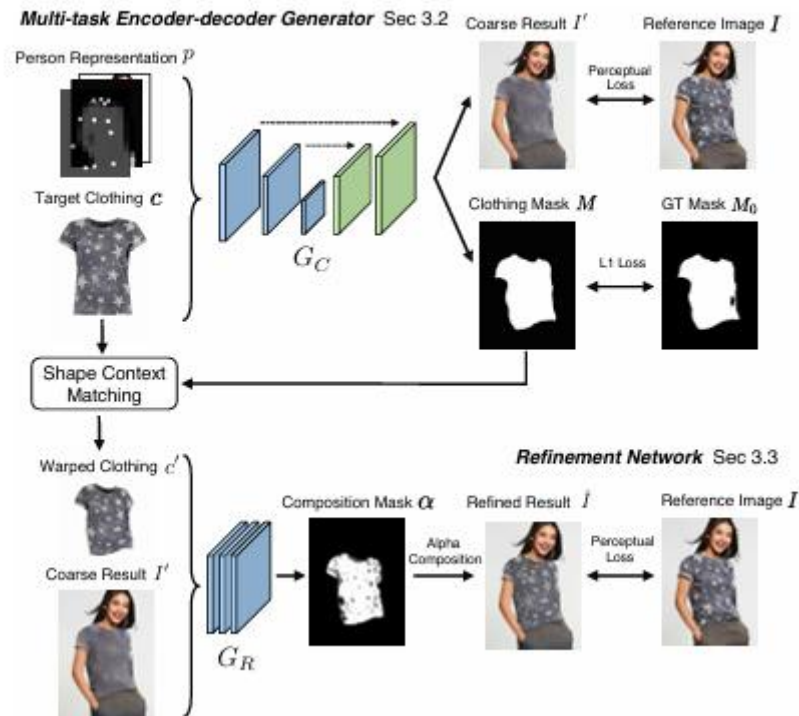 Multi-task Encoder-decoder Generator Sec 3.2
Person Representation p
Target Clothing c
G_C
Coarse Result I′
Reference Image I
Perceptual
Loss
Clothing Mask M
GT Mask M₀
L1 Loss
Shape Context
Matching
Refinement Network Sec 3.3
Warped Clothing c′
Coarse Result I′
G_R
Composition Mask α
Alpha
Composition
Refined Result Î
Perceptual
Loss
Reference Image I